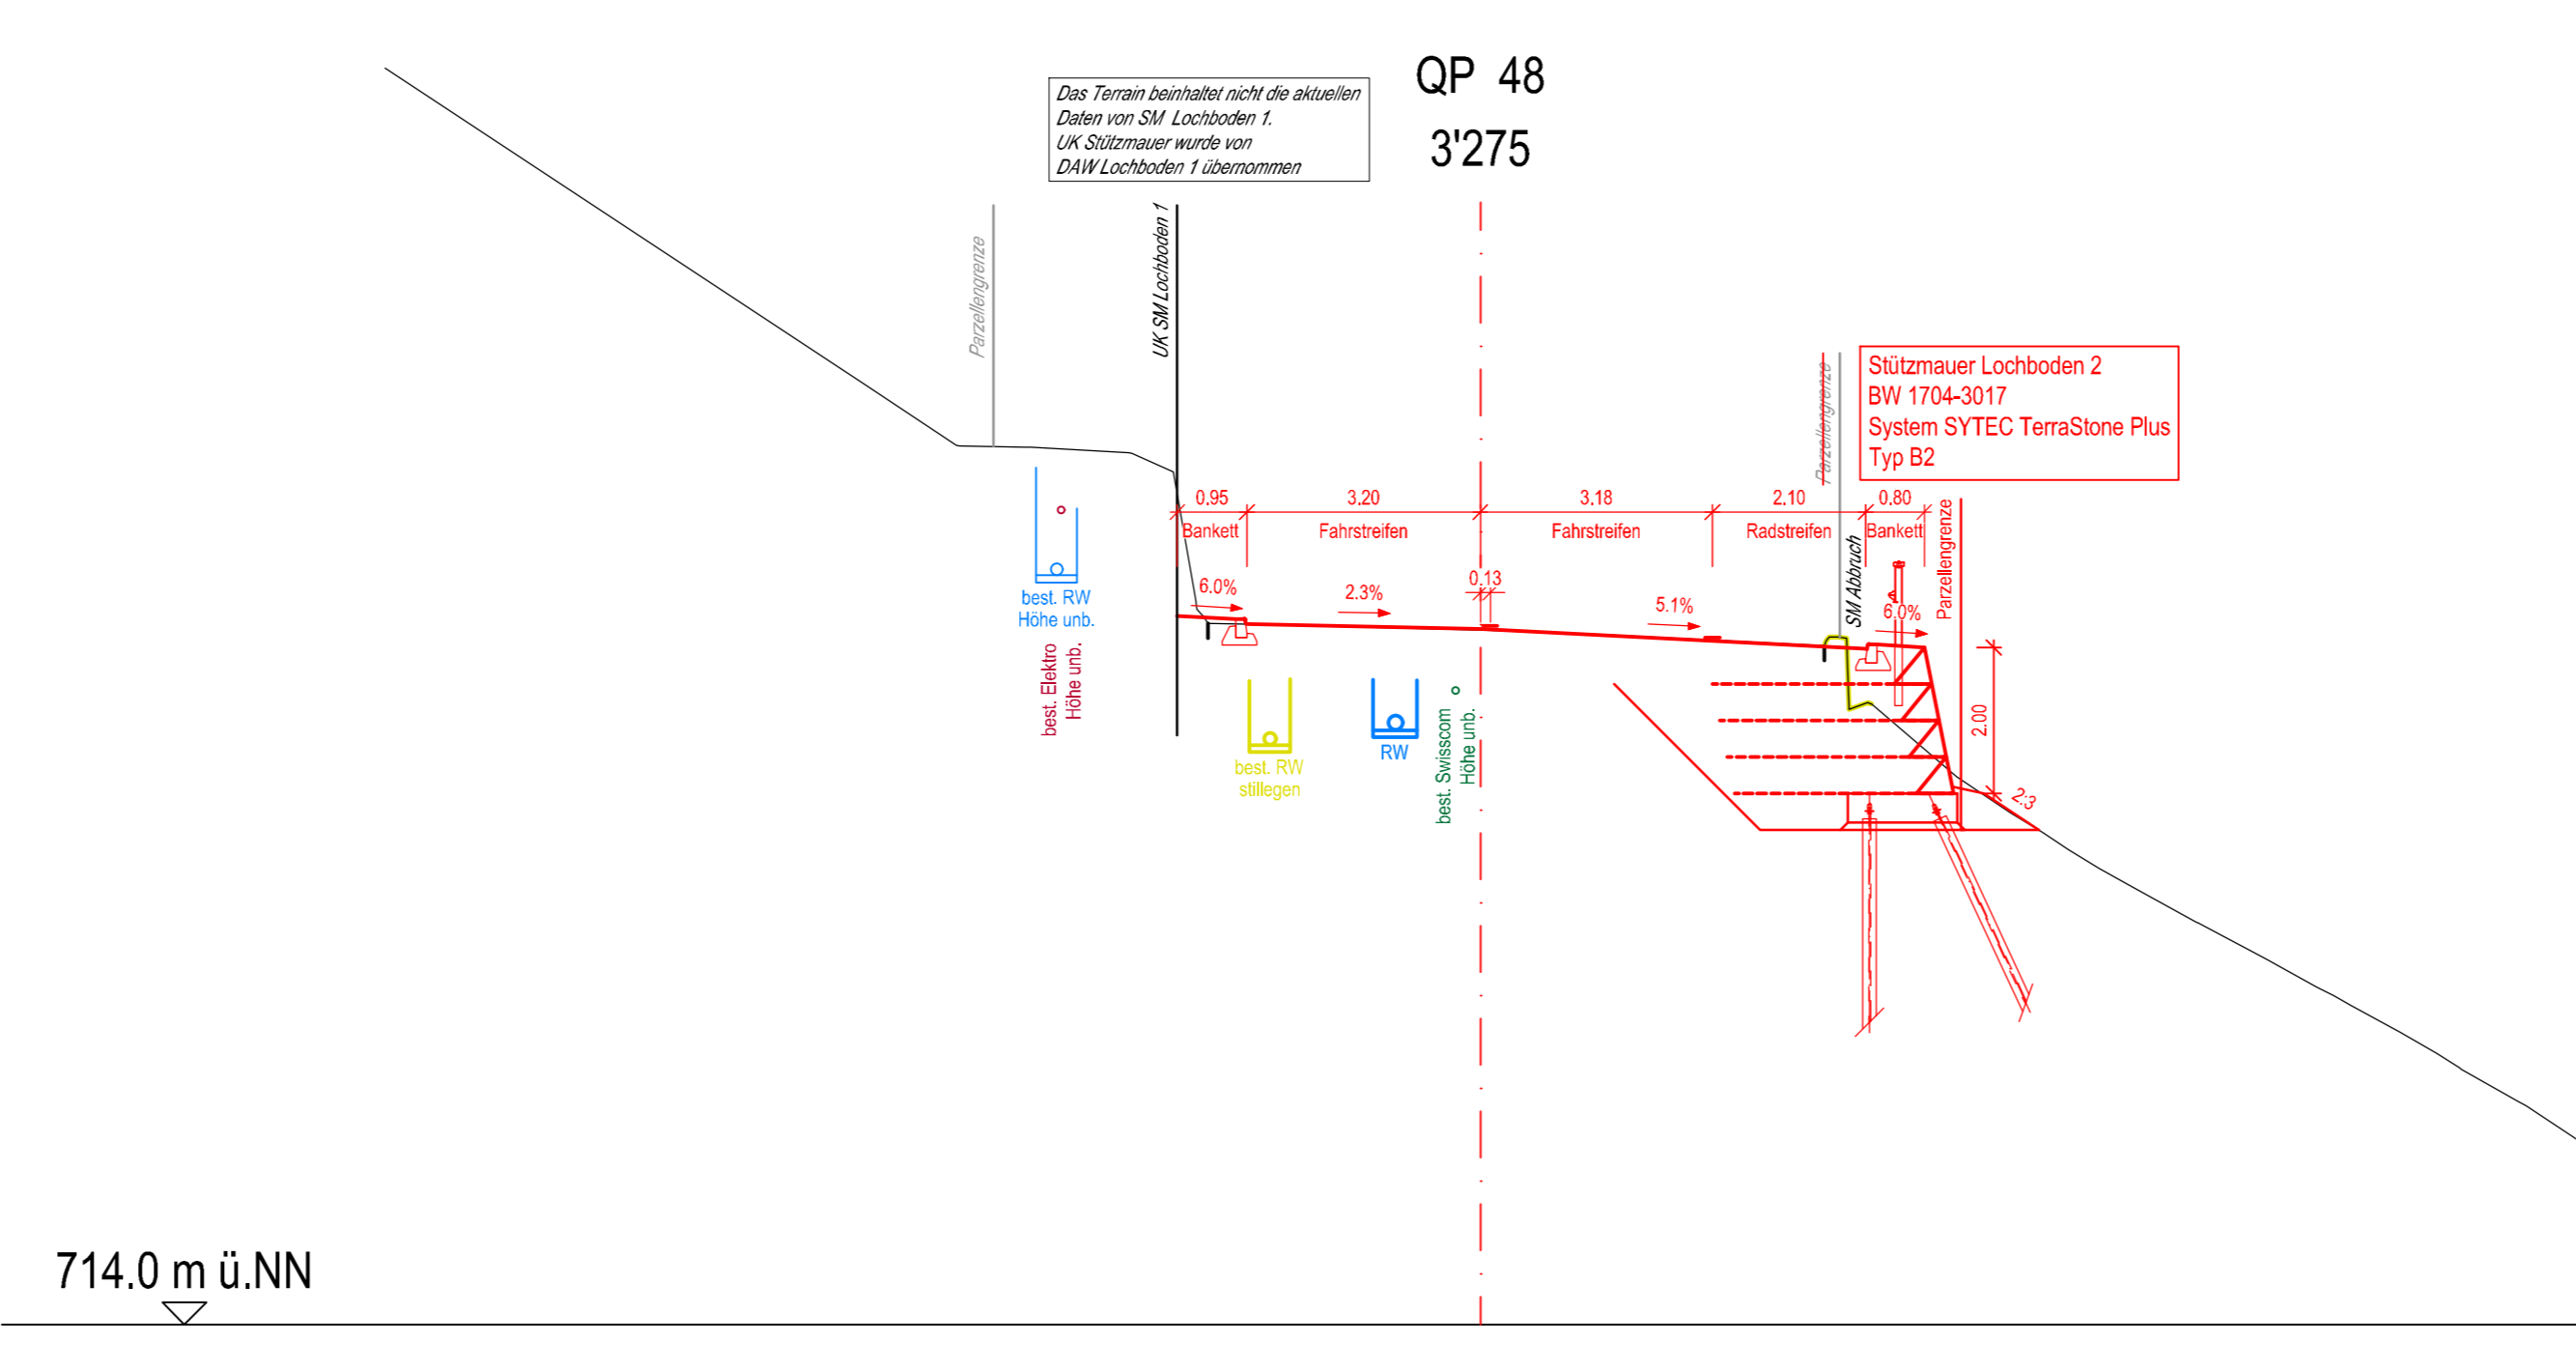 QP 48
3'275
Das Terrain beinhaltet nicht die aktuellen
Daten von SM Lochboden 1.
UK Stützmauer wurde von
DAW Lochboden 1 übernommen
Parzellengrenze
UK SM Lochboden 1
Parzellengrenze
Stützmauer Lochboden 2
BW 1704-3017
System SYTEC TerraStone Plus
Typ B2
0.95
3.20
3.18
2.10
0.80
Bankett
Fahrstreifen
Fahrstreifen
Radstreifen
Bankett
Parzellengrenze
SM Abbruch
6.0%
2.3%
0.13
5.1%
6.0%
best. RW
Höhe unb.
best. Elektro
Höhe unb.
best. RW
stillegen
RW
best. Swisscom
Höhe unb.
2.00
2:3
714.0 m ü.NN